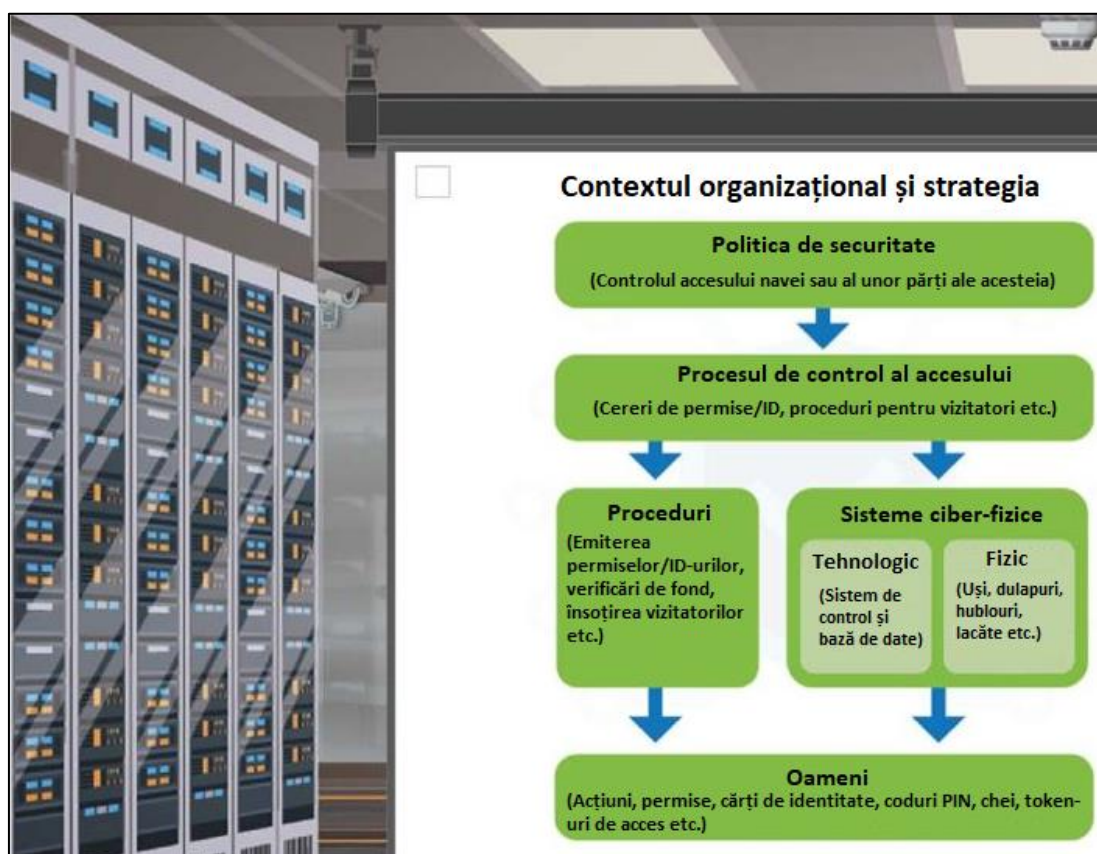 Contextul organizațional și strategia
Politica de securitate
(Controlul accesului navei sau al unor părți ale acesteia)
Procesul de control al accesului
(Cereri de permise/ID, proceduri pentru vizitatori etc.)
Proceduri
(Emiterea
permiselor/ID-urilor,
verificări de fond,
însoțirea vizitatorilor
etc.)
Sisteme ciber-fizice
Tehnologic
(Sistem de
control și
bază de date)
Fizic
(Uși, dulapuri,
hublouri,
lacăte etc.)
Oameni
(Acțiuni, permise, cărți de identitate, coduri PIN, chei, token-
uri de acces etc.)